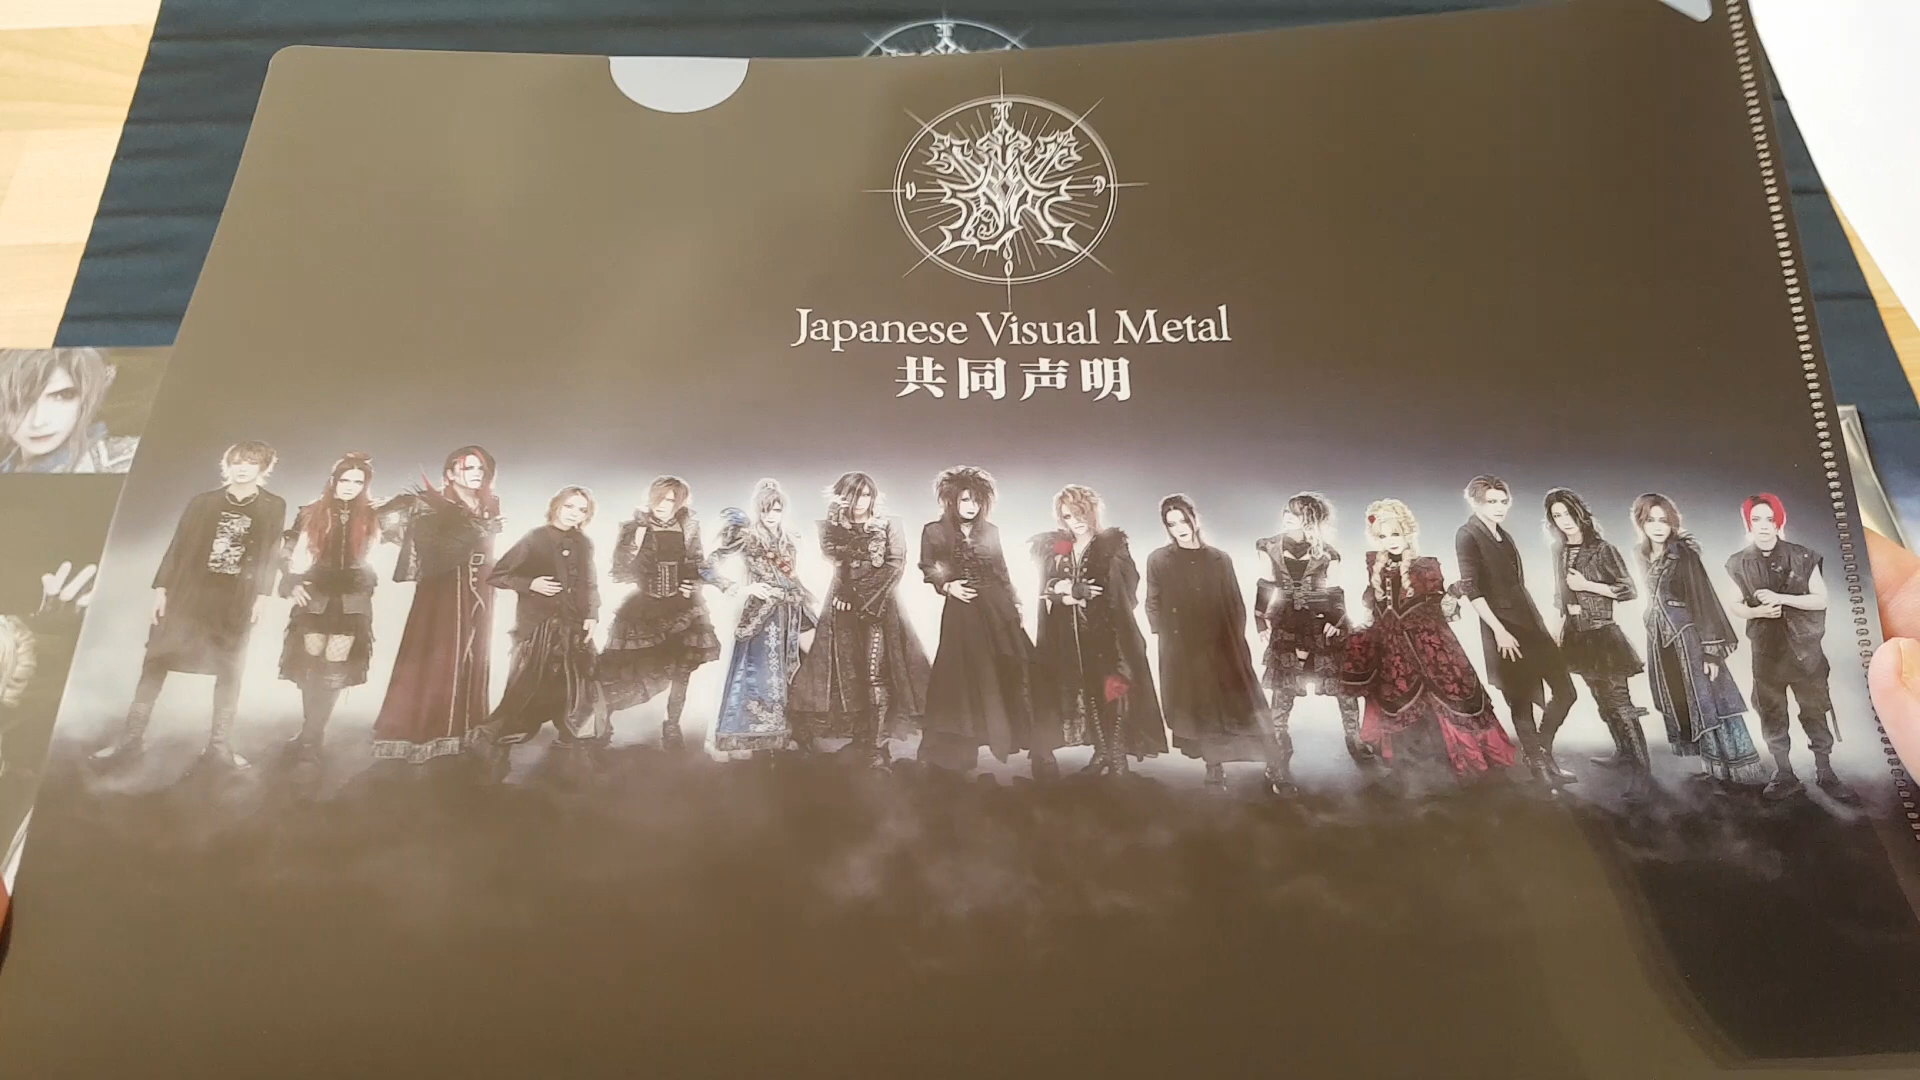 Japanese Visual Metal
共同声明